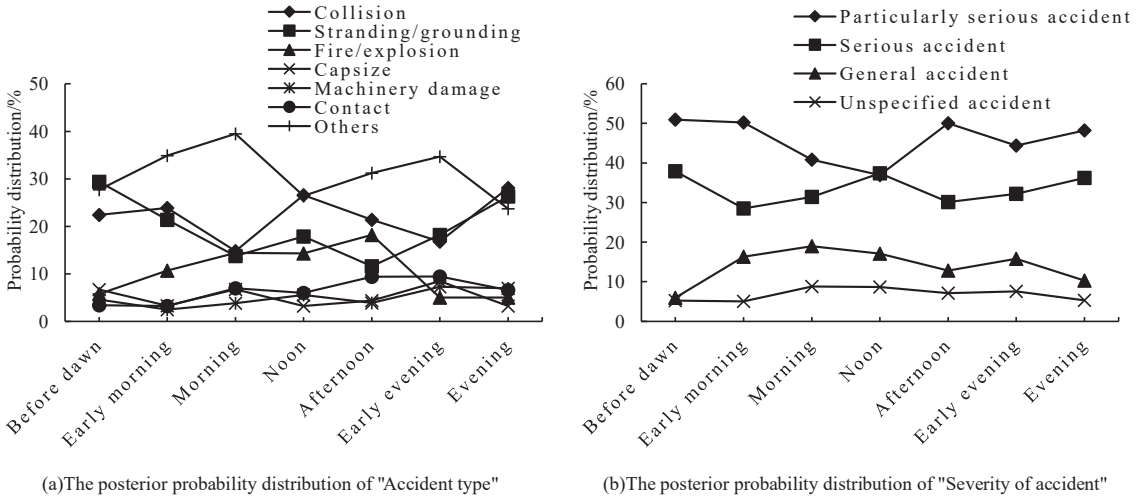 Collision
Stranding/grounding
Fire/explosion
Capsize
Machinery damage
Contact
Others
Probability distribution/%
50
40
30
20
10
0
Before dawn
Early morning
Morning
Noon
Afternoon
Early evening
Evening
(a)The posterior probability distribution of "Accident type"
Particularly serious accident
Serious accident
General accident
Unspecified accident
Probability distribution/%
60
50
40
30
20
10
0
Before dawn
Early morning
Morning
Noon
Afternoon
Early evening
Evening
(b)The posterior probability distribution of "Severity of accident"